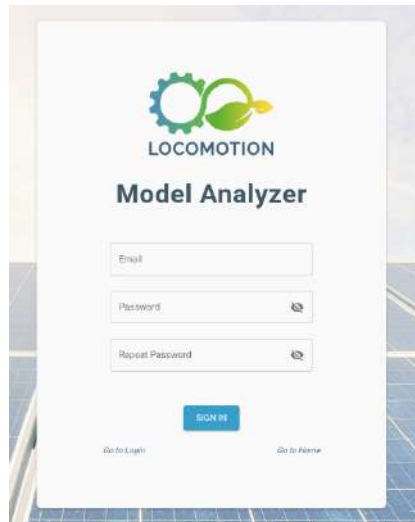 LOCOMOTION
Model Analyzer
Email
Password
Repeat Password
SIGN IN
Go to Login
Go to Home